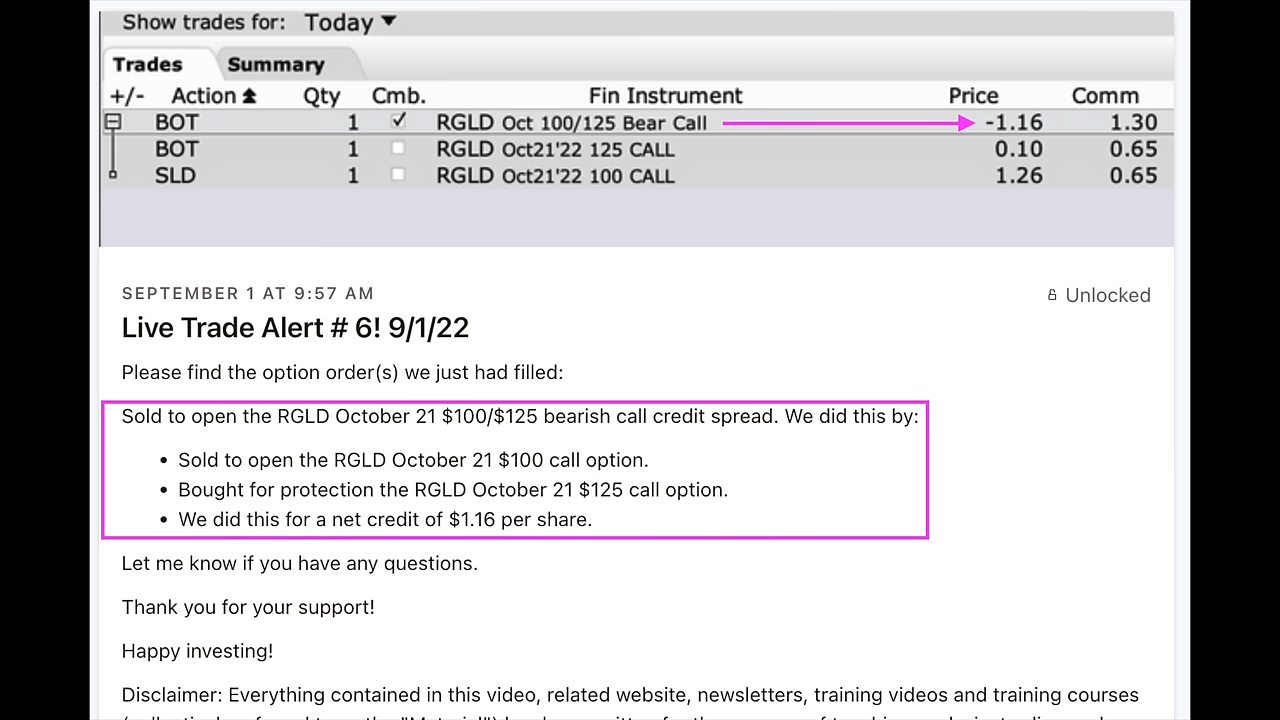 Show trades for: Today
Trades Summary
+/- Action Qty Cmb. Fin Instrument Price Comm
BOT 1 RGLD Oct 100/125 Bear Call -1.16 1.30
BOT 1 RGLD Oct21'22 125 CALL 0.10 0.65
SLD 1 RGLD Oct21'22 100 CALL 1.26 0.65
SEPTEMBER 1 AT 9:57 AM Unlocked
Live Trade Alert # 6! 9/1/22
Please find the option order(s) we just had filled:
Sold to open the RGLD October 21 $100/$125 bearish call credit spread. We did this by:
• Sold to open the RGLD October 21 $100 call option.
• Bought for protection the RGLD October 21 $125 call option.
• We did this for a net credit of $1.16 per share.
Let me know if you have any questions.
Thank you for your support!
Happy investing!
Disclaimer: Everything contained in this video, related website, newsletters, training videos and training courses